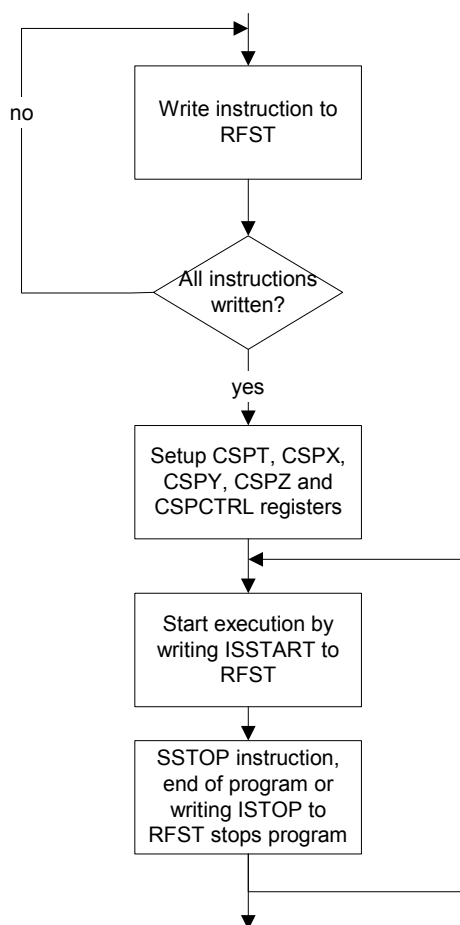 no
Write instruction to
RFST
All instructions
written?
yes
Setup CSPT, CSPX,
CSPY, CSPZ and
CSPCTRL registers
Start execution by
writing ISSTART to
RFST
SSTOP instruction,
end of program or
writing ISTOP to
RFST stops program